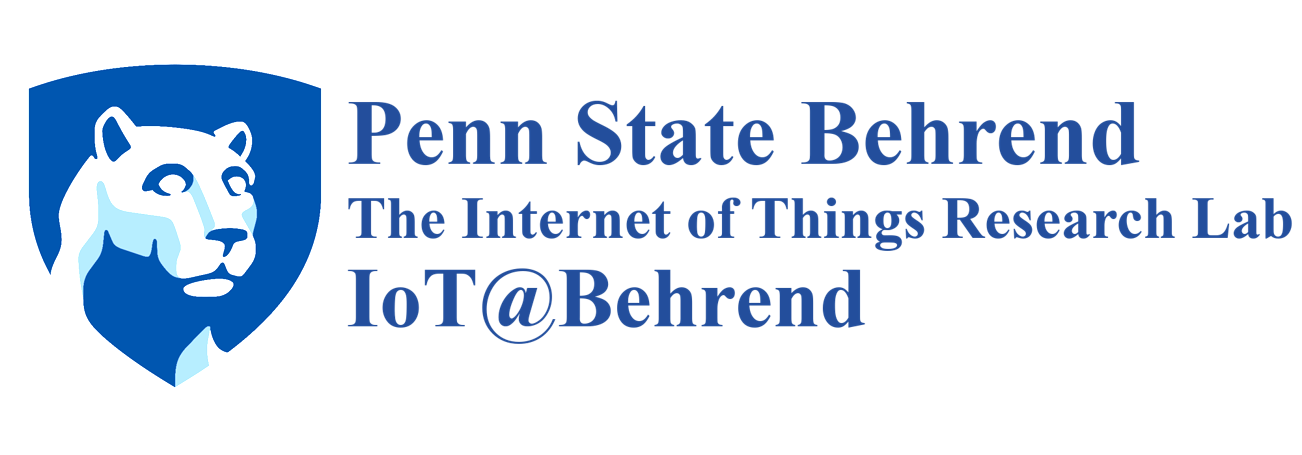 Penn State Behrend
The Internet of Things Research Lab
IoT@Behrend